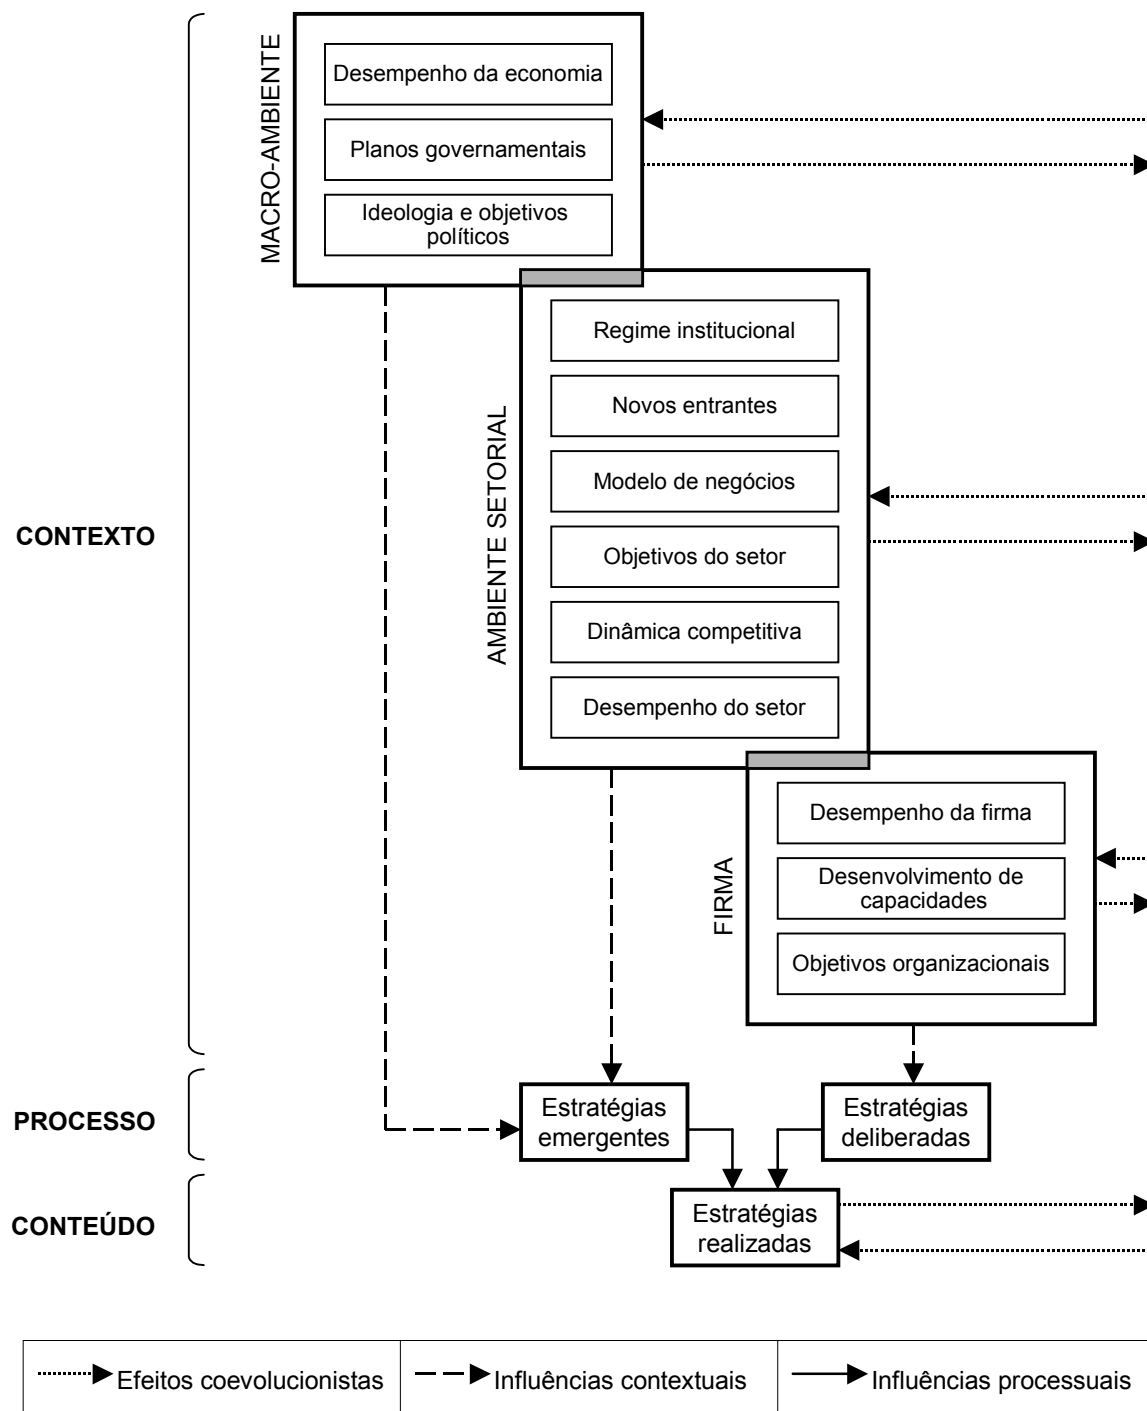 MACRO-AMBIENTE
Desempenho da economia
Planos governamentais
Ideologia e objetivos
políticos
CONTEXTO
AMBIENTE SETORIAL
Regime institucional
Novos entrantes
Modelo de negócios
Objetivos do setor
Dinâmica competitiva
Desempenho do setor
FIRMA
Desempenho da firma
Desenvolvimento de
capacidades
Objetivos organizacionais
PROCESSO
Estratégias
emergentes
Estratégias
deliberadas
CONTEÚDO
Estratégias
realizadas
Efeitos coevolucionistas
Influências contextuais
Influências processuais